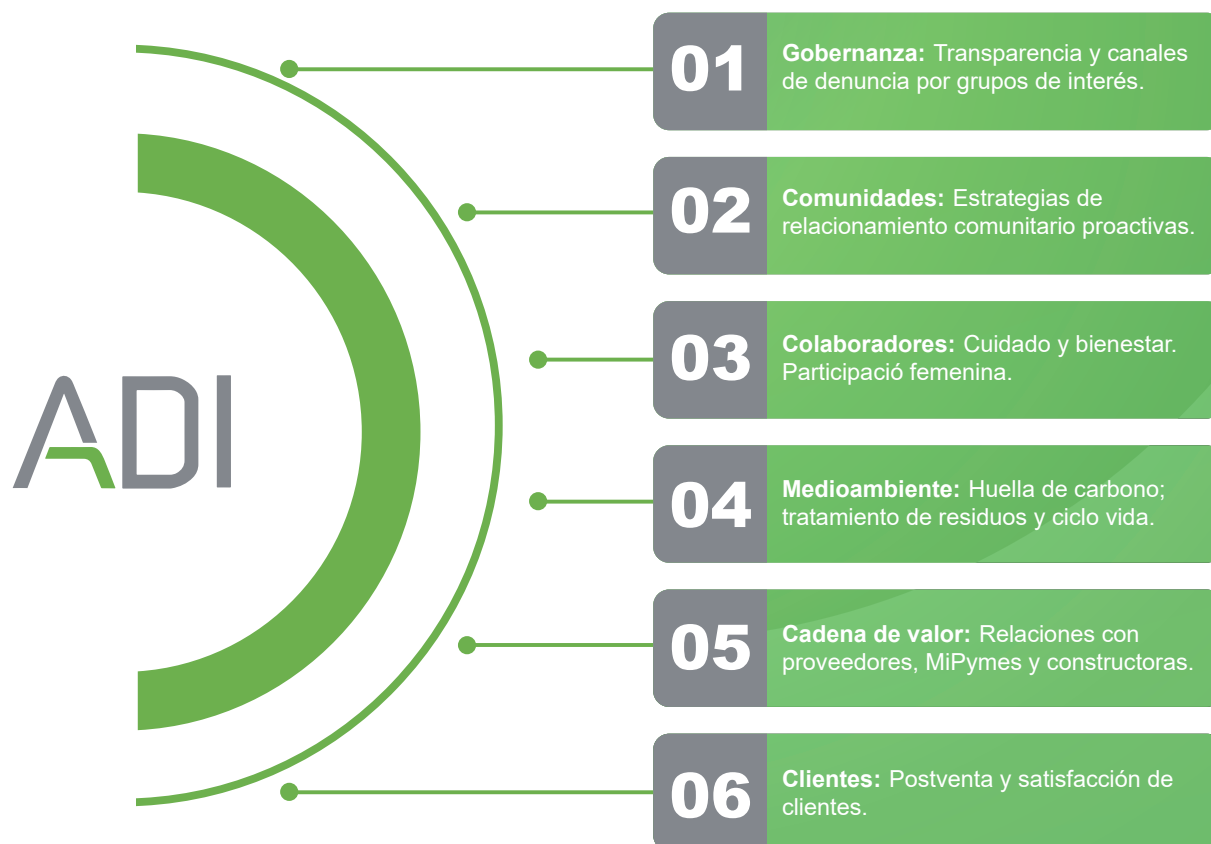 ADI
01
Gobernanza: Transparencia y canales
de denuncia por grupos de interés.
02
Comunidades: Estrategias de
relacionamiento comunitario proactivas.
03
Colaboradores: Cuidado y bienestar.
Participació femenina.
04
Medioambiente: Huella de carbono;
tratamiento de residuos y ciclo vida.
05
Cadena de valor: Relaciones con
proveedores, MiPymes y constructoras.
06
Clientes: Postventa y satisfacción de
clientes.